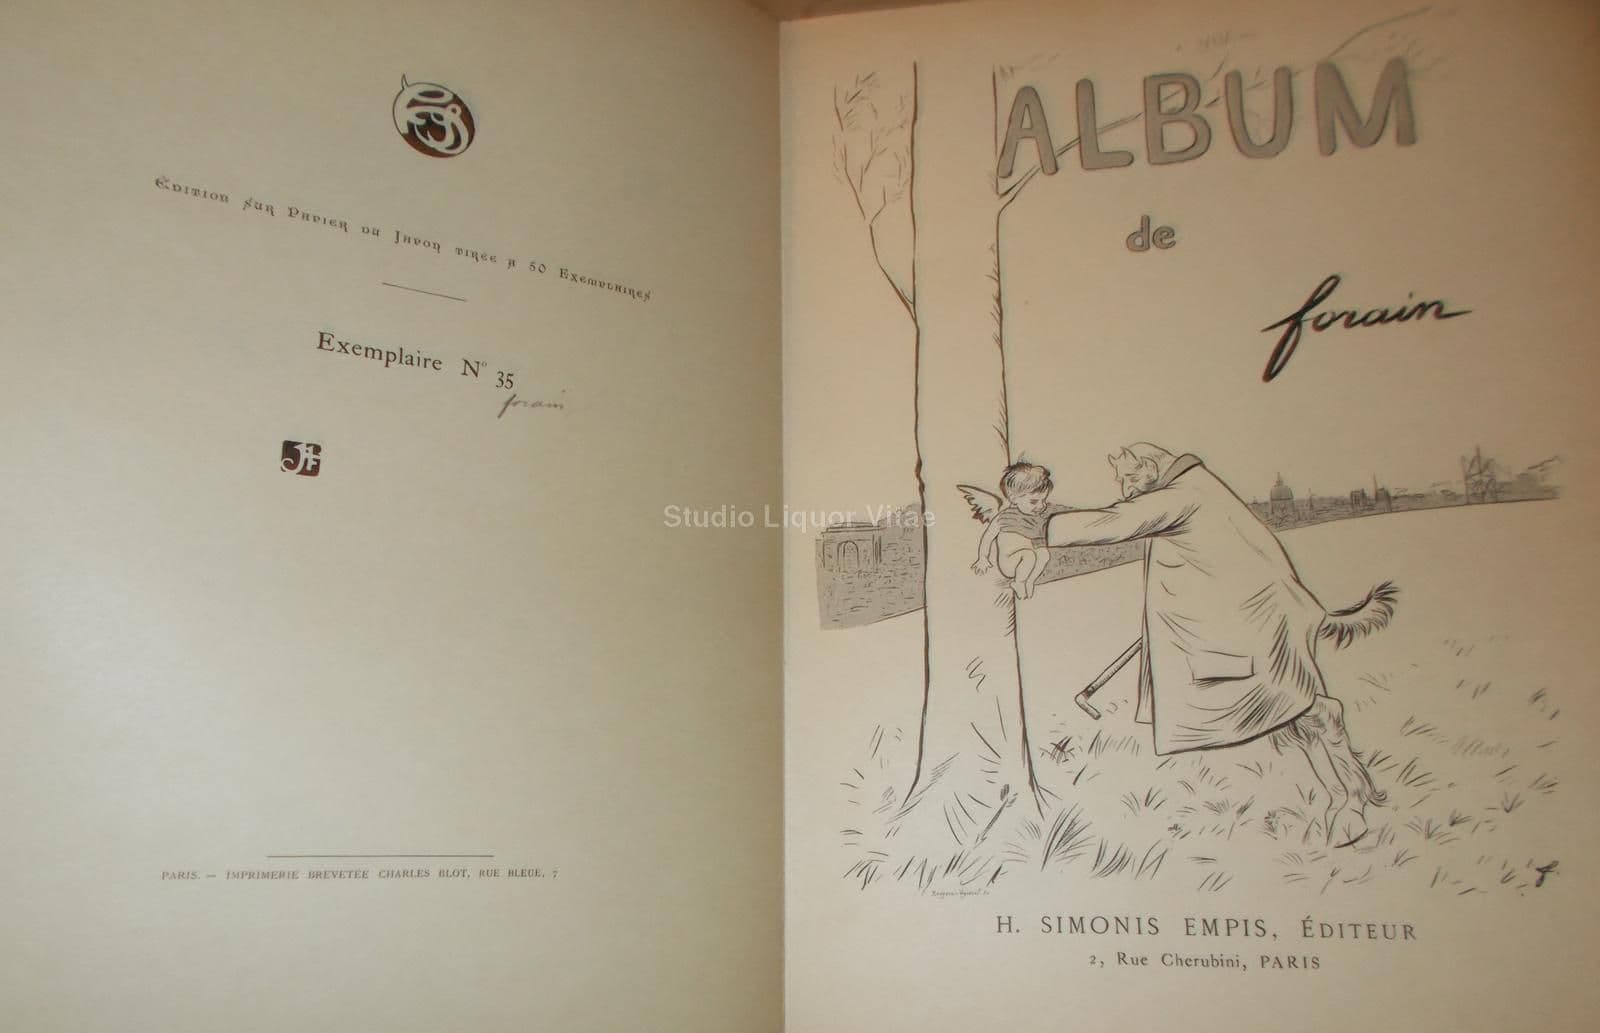 Édition sur Papier du Japon tirée a 50 Exemplaires
Exemplaire N° 35
forain
PARIS. — IMPRIMERIE BREVETÉE CHARLES BLOT, RUE BLEUE, 7
ALBUM
de
forain
Studio Liquor Vitae
f
H. SIMONIS EMPIS, ÉDITEUR
2, Rue Cherubini, PARIS